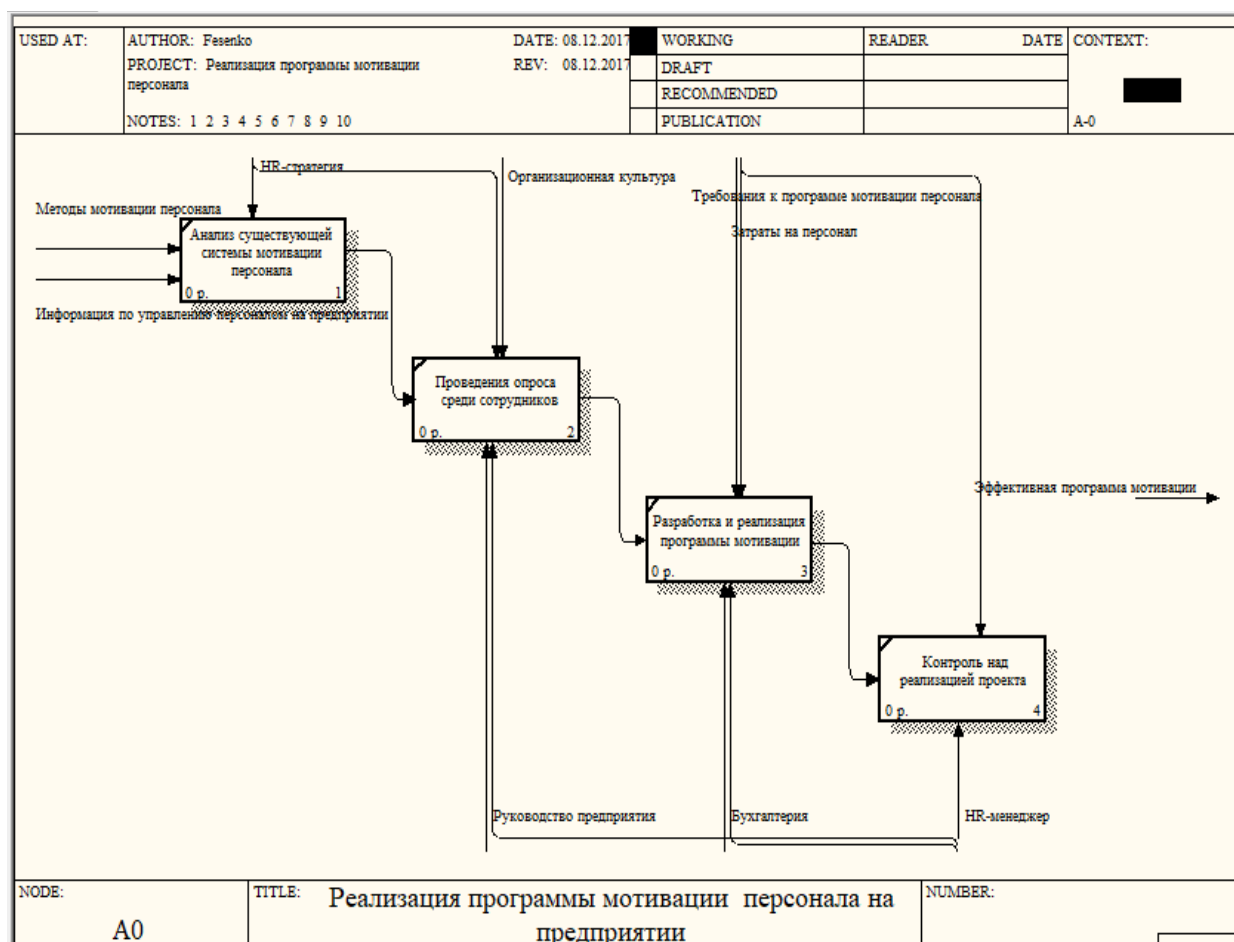 USED AT:
AUTHOR: Fesenko
DATE: 08.12.2017
WORKING
READER
DATE
CONTEXT:
PROJECT: Реализация программы мотивации
персонала
REV: 08.12.2017
DRAFT
RECOMMENDED
NOTES: 1 2 3 4 5 6 7 8 9 10
PUBLICATION
A-0
HR-стратегия
Организационная культура
Требования к программе мотивации персонала
Методы мотивации персонала
Затраты на персонал
Анализ существующей
системы мотивации
персонала
0 р.
1
Информация по управлению персоналом на предприятии
Проведения опроса
среди сотрудников
0 р.
2
Эффективная программа мотивации
Разработка и реализация
программы мотивации
0 р.
3
Контроль над
реализацией проекта
0 р.
4
Руководство предприятия
Бухгалтерия
HR-менеджер
NODE:
A0
TITLE:
Реализация программы мотивации персонала на
предприятии
NUMBER: